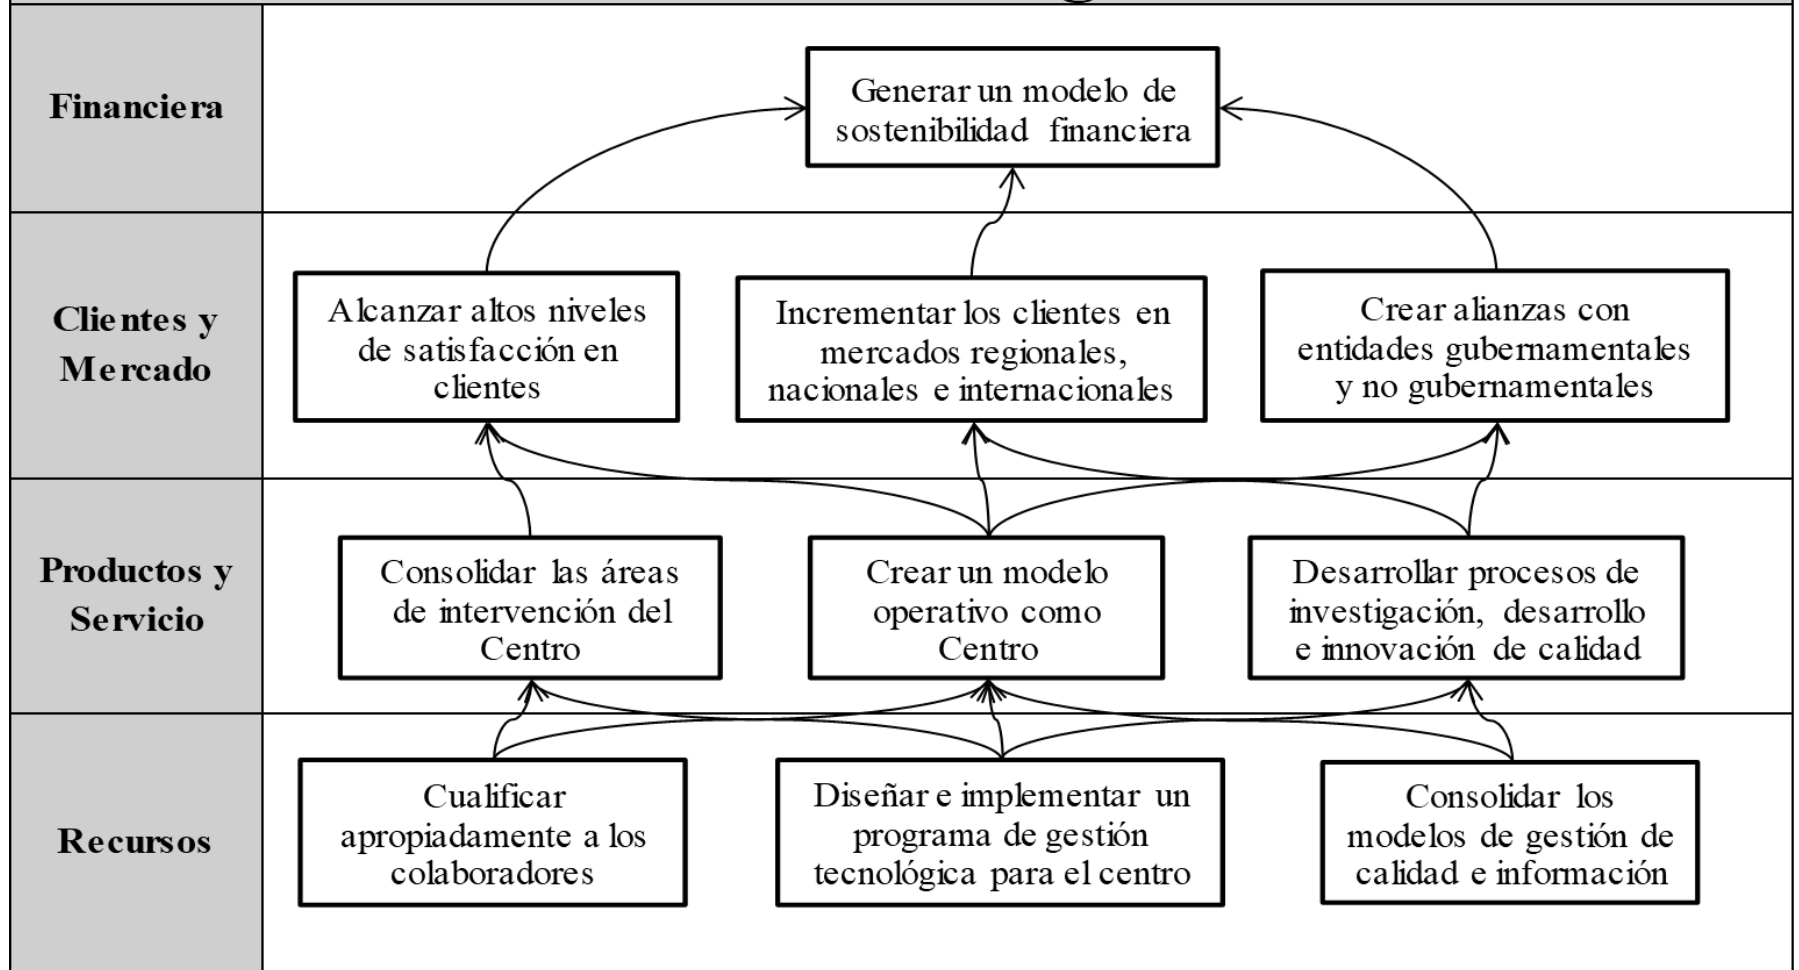 Financiera
Generar un modelo de
sostenibilidad financiera
Clientes y
Mercado
Alcanzar altos niveles
de satisfacción en
clientes
Incrementar los clientes en
mercados regionales,
nacionales e internacionales
Crear alianzas con
entidades gubernamentales
y no gubernamentales
Productos y
Servicio
Consolidar las áreas
de intervención del
Centro
Crear un modelo
operativo como
Centro
Desarrollar procesos de
investigación, desarrollo
e innovación de calidad
Recursos
Cualificar
apropiadamente a los
colaboradores
Diseñar e implementar un
programa de gestión
tecnológica para el centro
Consolidar los
modelos de gestión de
calidad e información